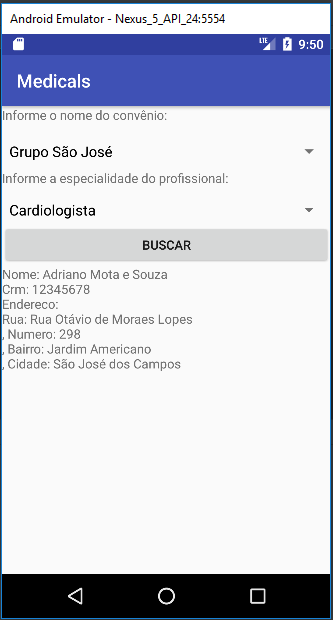 Android Emulator - Nexus_5_API_24:5554
LTE 9:50
Medicals
Informe o nome do convênio:
Grupo São José
Informe a especialidade do profissional:
Cardiologista
BUSCAR
Nome: Adriano Mota e Souza
Crm: 12345678
Endereco:
Rua: Rua Otávio de Moraes Lopes
, Numero: 298
, Bairro: Jardim Americano
, Cidade: São José dos Campos